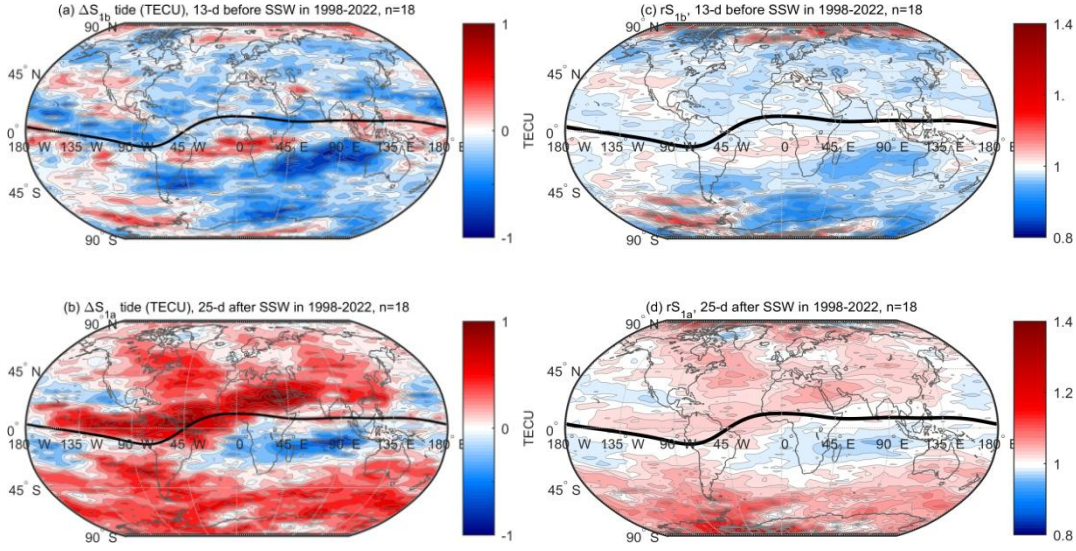 (a) ΔS1b tide (TECU), 13-d before SSW in 1998-2022, n=18
90° N
45° N
0°
180° W 135° W 90° W 45° W 0° 45° E 90° E 135° E 180° E
45° S
90° S
1
0
-1
TECU
(c) rS1b, 13-d before SSW in 1998-2022, n=18
90° N
45° N
0°
180° W 135° W 90° W 45° W 0° 45° E 90° E 135° E 180° E
45° S
90° S
1.4
1.
1
0.8
(b) ΔS1a tide (TECU), 25-d after SSW in 1998-2022, n=18
90° N
45° N
0°
180° W 135° W 90° W 45° W 0° 45° E 90° E 135° E 180° E
45° S
90° S
1
0
-1
TECU
(d) rS1a, 25-d after SSW in 1998-2022, n=18
90° N
45° N
0°
180° W 135° W 90° W 45° W 0° 45° E 90° E 135° E 180° E
45° S
90° S
1.4
1.2
1
0.8